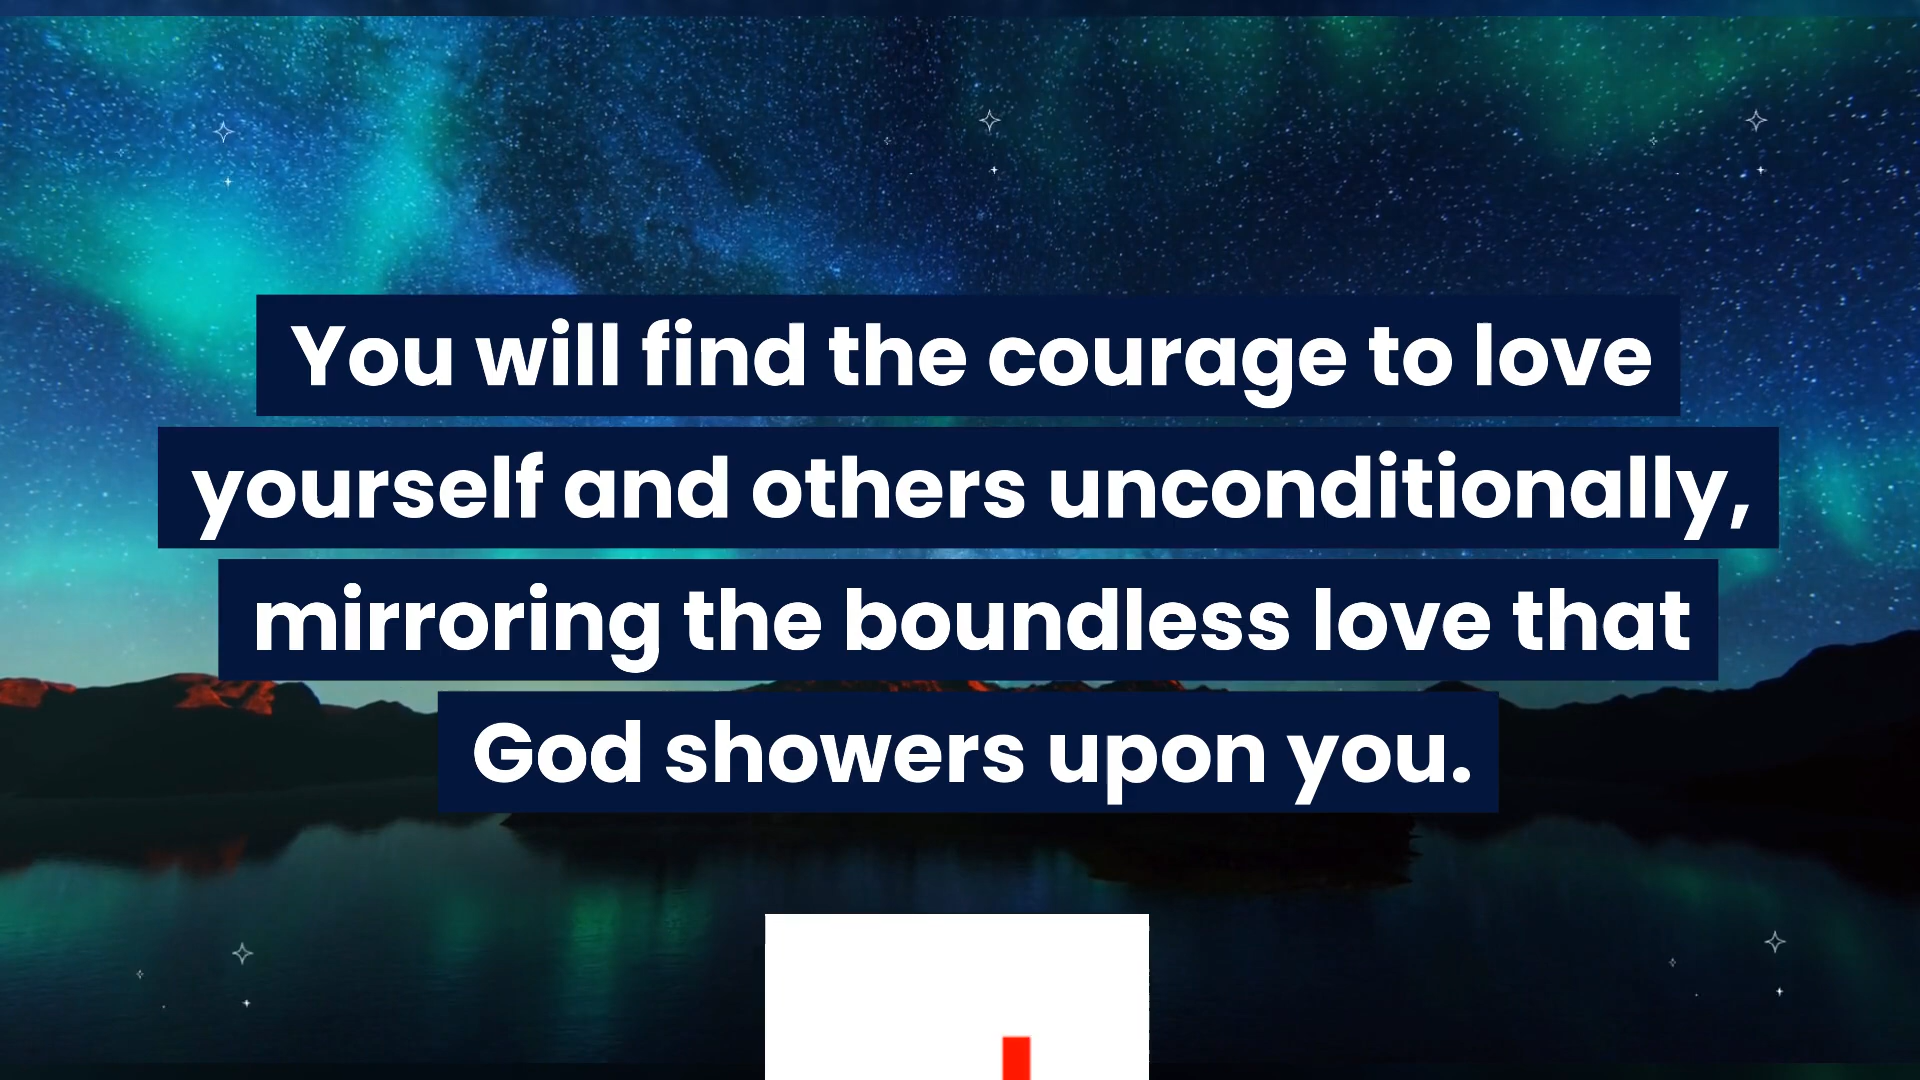 You will find the courage to love
yourself and others unconditionally,
mirroring the boundless love that
God showers upon you.